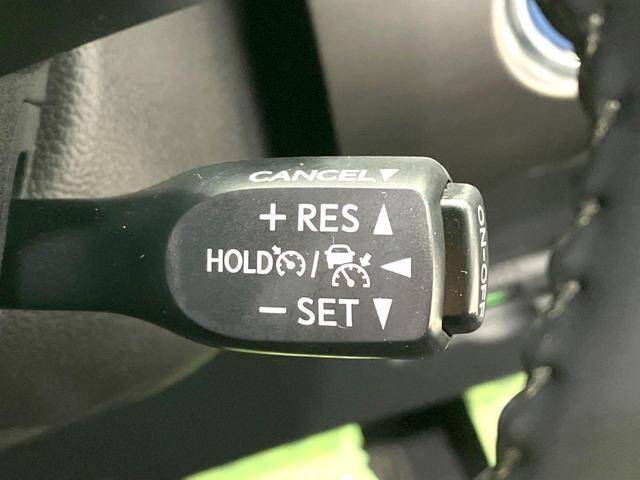 CANCEL▼
+ RES ▲
HOLD / ◀
− SET ▼
ON-OFF